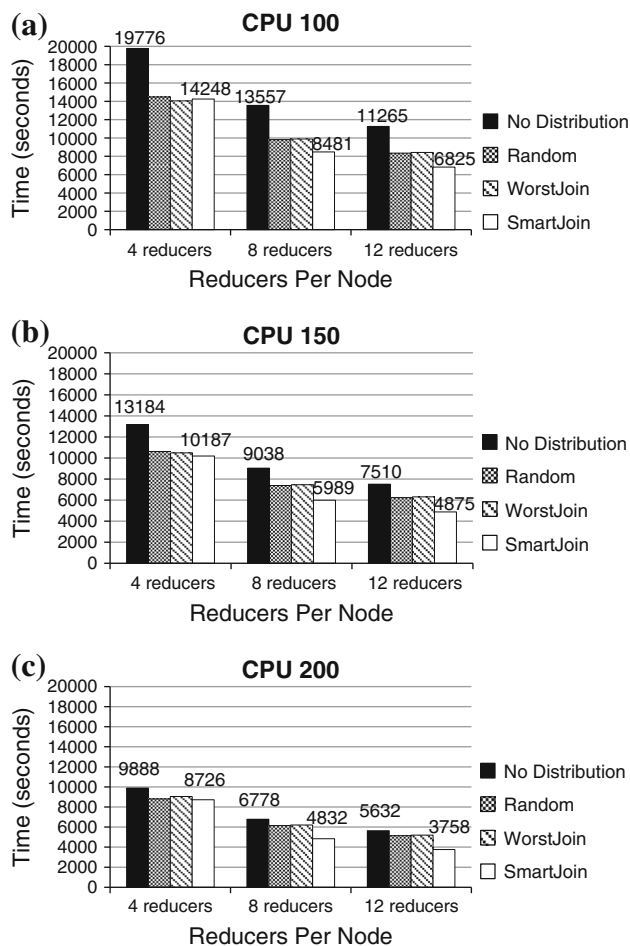 (a)
CPU 100
Time (seconds)
20000
18000
16000
14000
12000
10000
8000
6000
4000
2000
0
19776
14248
13557
8481
11265
6825
4 reducers
8 reducers
12 reducers
Reducers Per Node
No Distribution
Random
WorstJoin
SmartJoin
(b)
CPU 150
Time (seconds)
20000
18000
16000
14000
12000
10000
8000
6000
4000
2000
0
13184
10187
9038
5989
7510
4875
4 reducers
8 reducers
12 reducers
Reducers Per Node
No Distribution
Random
WorstJoin
SmartJoin
(c)
CPU 200
Time (seconds)
20000
18000
16000
14000
12000
10000
8000
6000
4000
2000
0
9888
8726
6778
4832
5632
3758
4 reducers
8 reducers
12 reducers
Reducers Per Node
No Distribution
Random
WorstJoin
SmartJoin